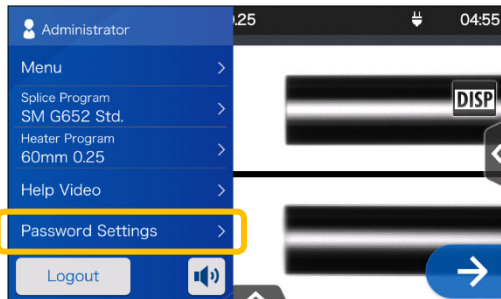 Administrator
.25
04:55
Menu
Splice Program
SM G652 Std.
Heater Program
60mm 0.25
Help Video
Password Settings
Logout
DISP